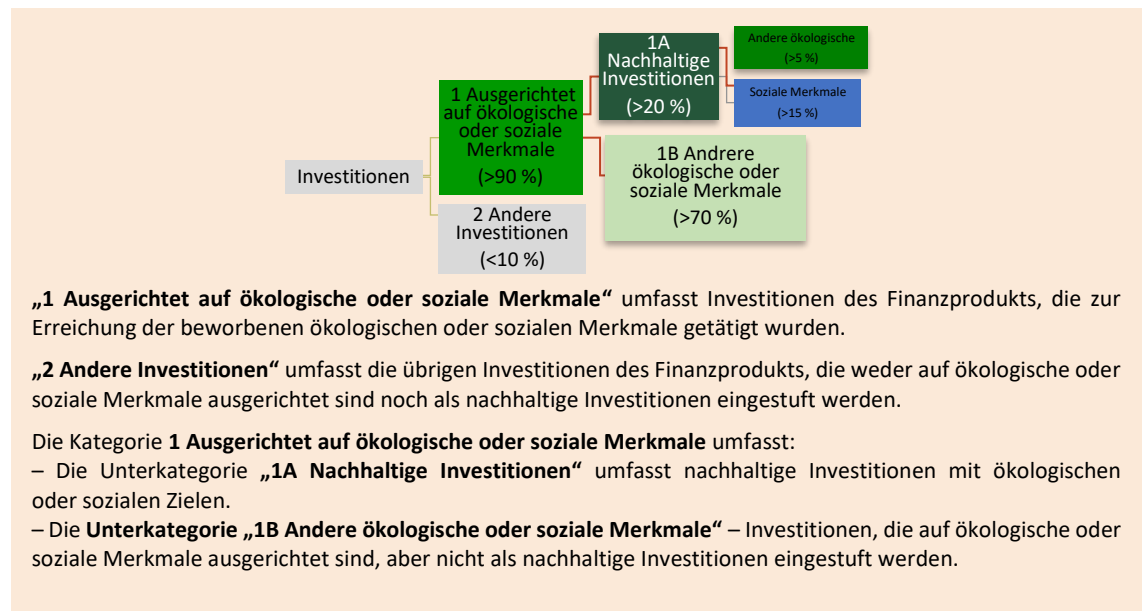 1A
Nachhaltige
Investitionen
(>20 %)
Andere ökologische
(>5 %)
Soziale Merkmale
(>15 %)
1 Ausgerichtet
auf ökologische
oder soziale
Merkmale
(>90 %)
1B Andrere
ökologische oder
soziale Merkmale
(>70 %)
Investitionen
2 Andere
Investitionen
(<10 %)
„1 Ausgerichtet auf ökologische oder soziale Merkmale“ umfasst Investitionen des Finanzprodukts, die zur
Erreichung der beworbenen ökologischen oder sozialen Merkmale getätigt wurden.
„2 Andere Investitionen“ umfasst die übrigen Investitionen des Finanzprodukts, die weder auf ökologische oder
soziale Merkmale ausgerichtet sind noch als nachhaltige Investitionen eingestuft werden.
Die Kategorie 1 Ausgerichtet auf ökologische oder soziale Merkmale umfasst:
– Die Unterkategorie „1A Nachhaltige Investitionen“ umfasst nachhaltige Investitionen mit ökologischen
oder sozialen Zielen.
– Die Unterkategorie „1B Andere ökologische oder soziale Merkmale“ – Investitionen, die auf ökologische oder
soziale Merkmale ausgerichtet sind, aber nicht als nachhaltige Investitionen eingestuft werden.